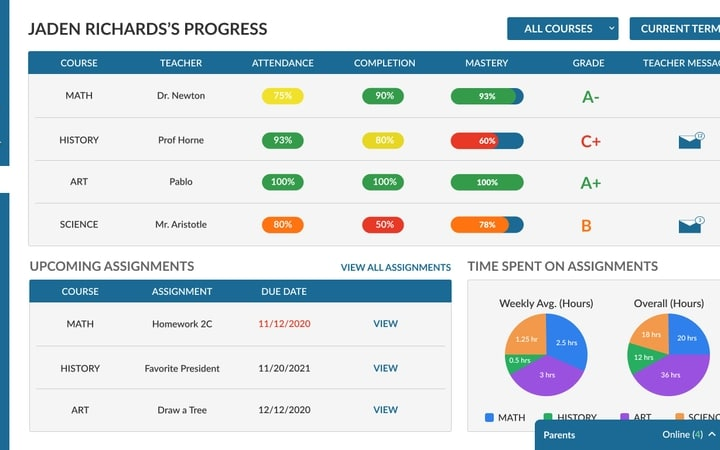 JADEN RICHARDS'S PROGRESS
ALL COURSES
CURRENT TERM
COURSE TEACHER ATTENDANCE COMPLETION MASTERY GRADE TEACHER
MATH Dr. Newton 75% 90% 93% A-
HISTORY Prof Horne 93% 80% 60% C+ 12
ART Pablo 100% 100% 100% A+
SCIENCE Mr. Aristotle 80% 50% 78% B
UPCOMING ASSIGNMENTS VIEW ALL ASSIGNMENTS
COURSE ASSIGNMENT DUE DATE
MATH Homework 2C 11/12/2020 VIEW
HISTORY Favorite President 11/20/2021 VIEW
ART Draw a Tree 12/12/2020 VIEW
TIME SPENT ON ASSIGNMENTS
Weekly Avg. (Hours) Overall (Hours)
1.25 hr 2.5 hrs 18 hrs 20 hrs
0.5 hrs 3 hrs 12 hrs 36 hrs
MATH HISTORY ART
Parents Online (4)